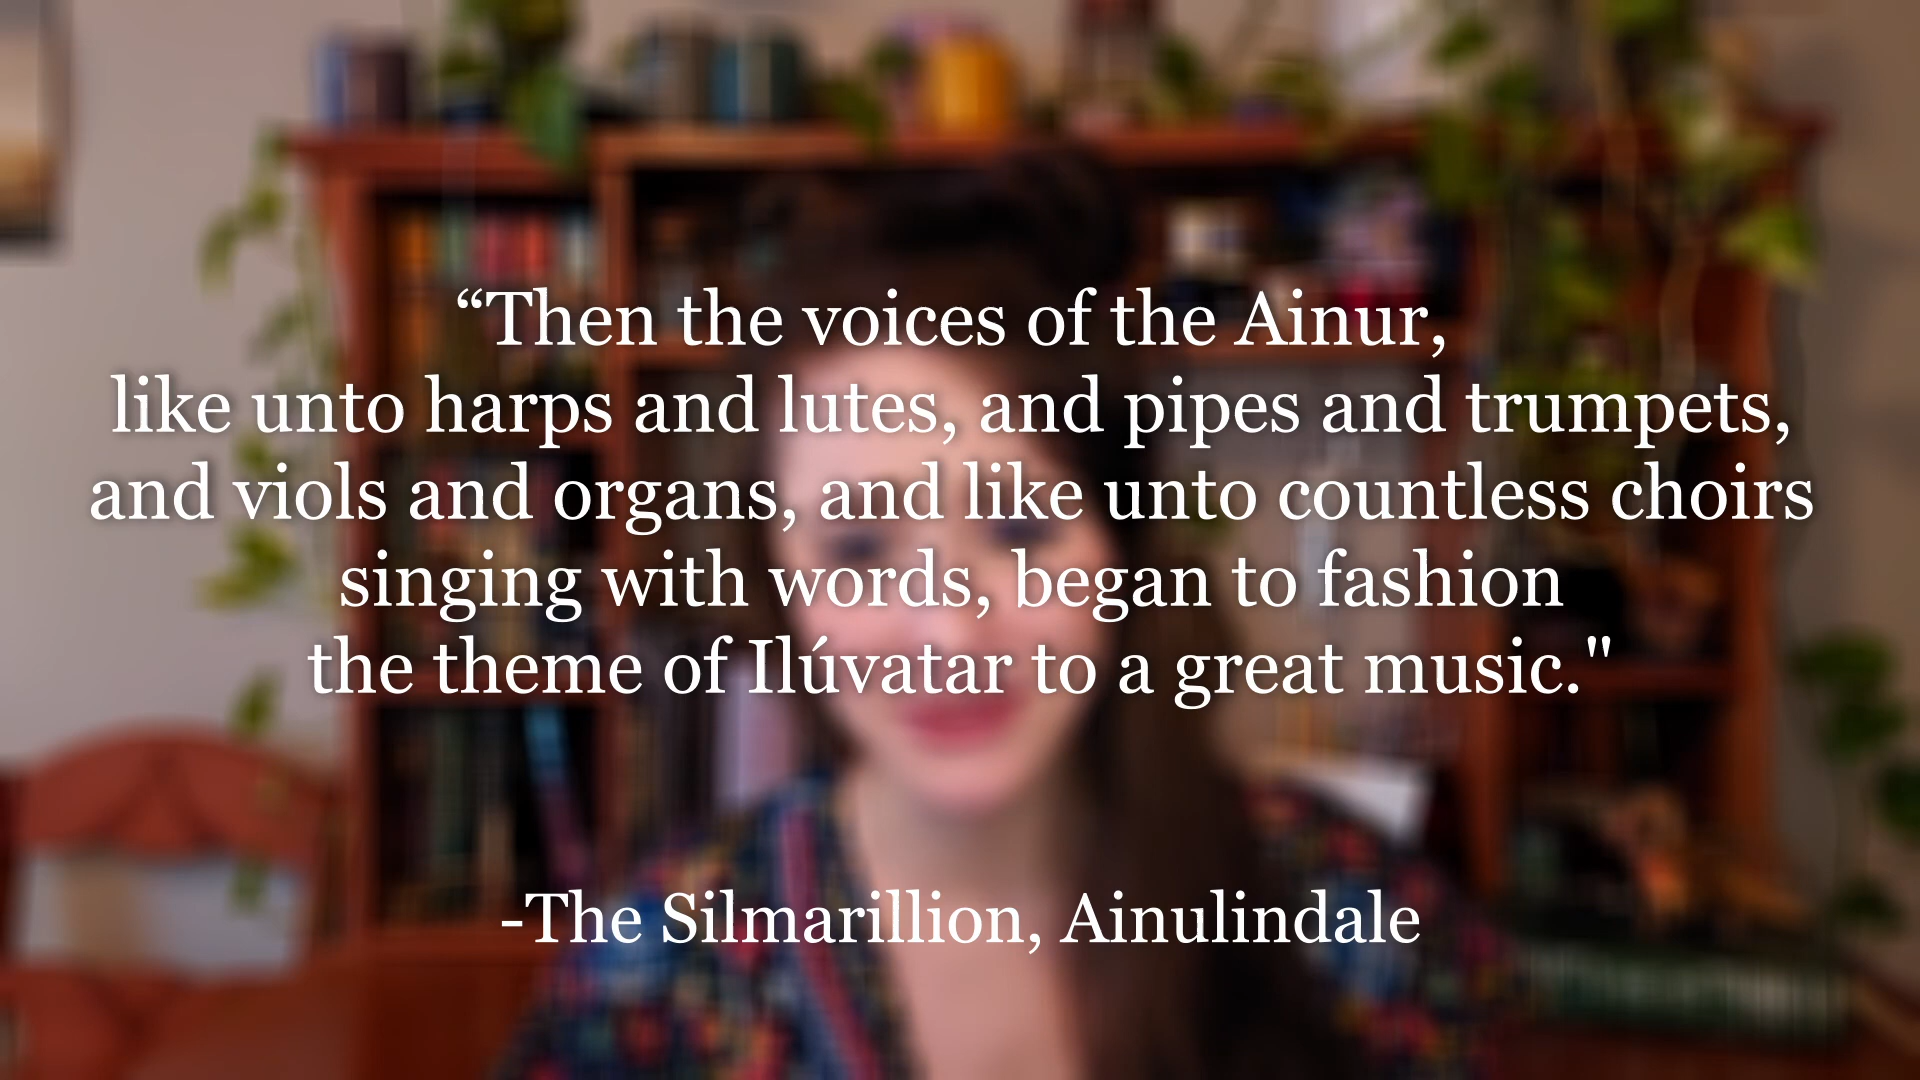 “Then the voices of the Ainur,
like unto harps and lutes, and pipes and trumpets,
and viols and organs, and like unto countless choirs
singing with words, began to fashion
the theme of Ilúvatar to a great music."
-The Silmarillion, Ainulindale